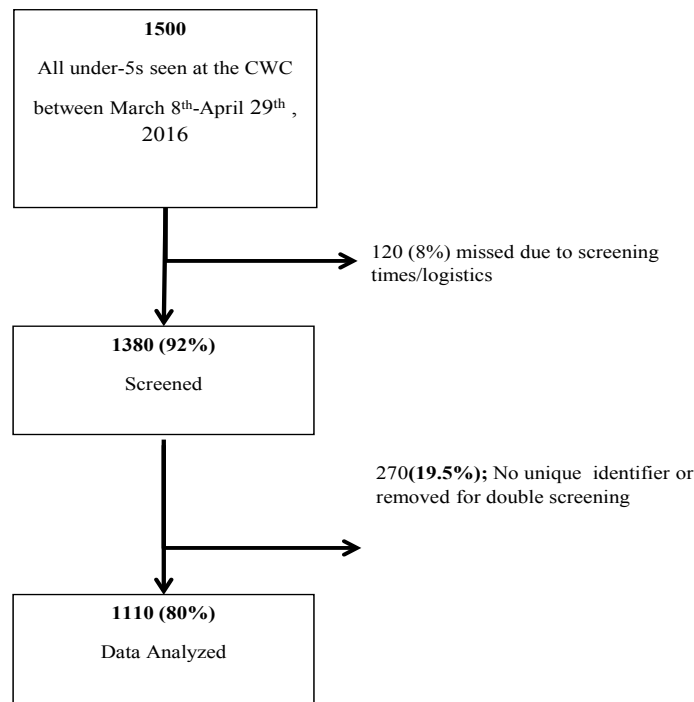 1500
All under-5s seen at the CWC
between March 8th-April 29th ,
2016
120 (8%) missed due to screening
times/logistics
1380 (92%)
Screened
270(19.5%); No unique identifier or
removed for double screening
1110 (80%)
Data Analyzed